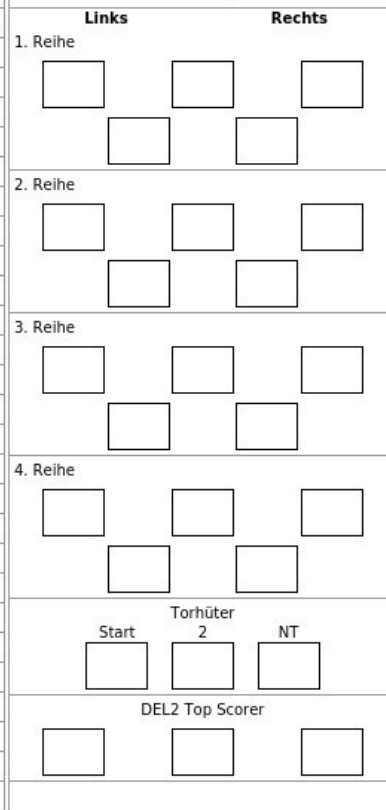 Links Rechts
1. Reihe
2. Reihe
3. Reihe
4. Reihe
Torhüter
Start 2 NT
DEL2 Top Scorer